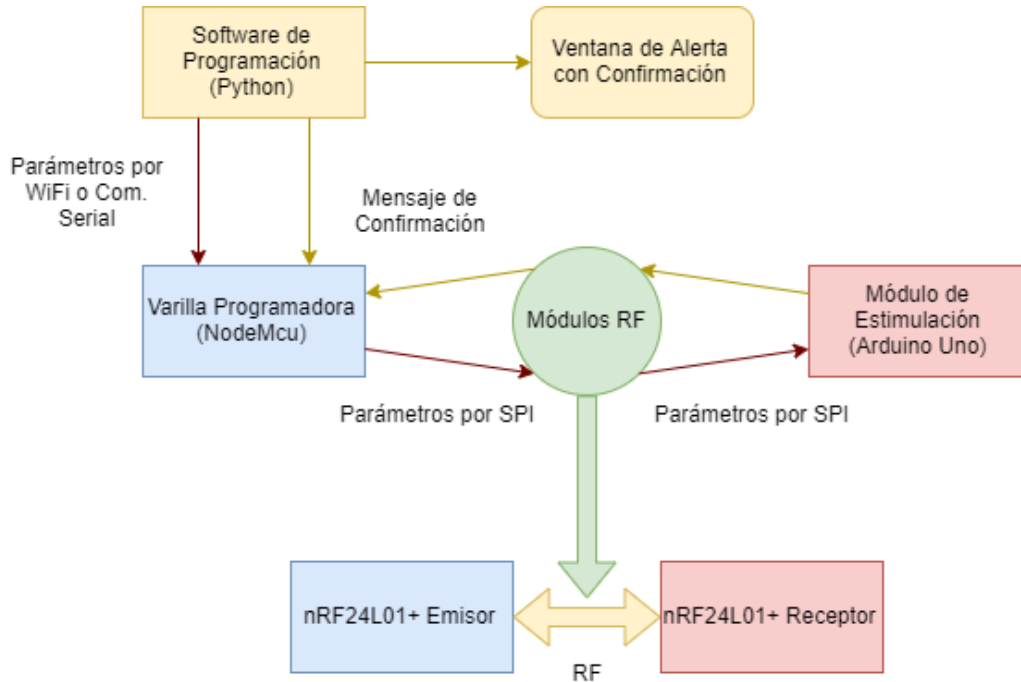 Software de
Programación
(Python)
Ventana de Alerta
con Confirmación
Parámetros por
WiFi o Com.
Serial
Mensaje de
Confirmación
Varilla Programadora
(NodeMcu)
Módulos RF
Módulo de
Estimulación
(Arduino Uno)
Parámetros por SPI
Parámetros por SPI
nRF24L01+ Emisor
nRF24L01+ Receptor
RF